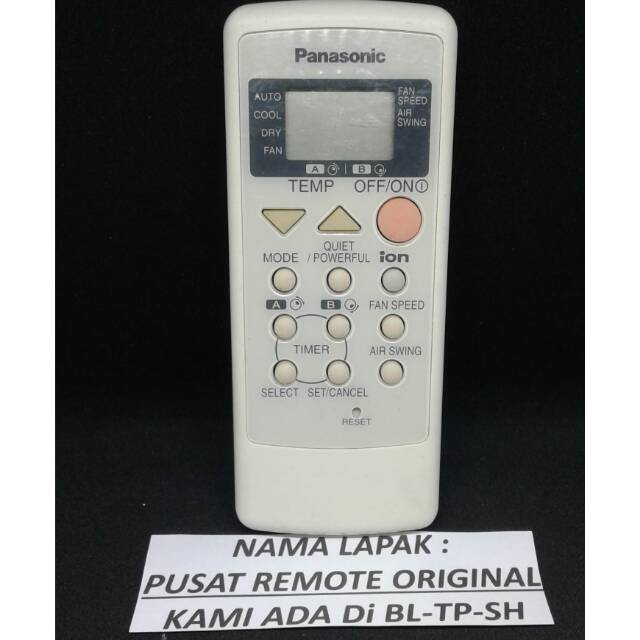 Panasonic
AUTO
FAN SPEED
COOL
AIR SWING
DRY
FAN
A B
TEMP OFF/ON
QUIET
MODE /POWERFUL ion
A B FAN SPEED
TIMER AIR SWING
SELECT SET/CANCEL
RESET
NAMA LAPAK :
PUSAT REMOTE ORIGINAL
KAMI ADA Di BL-TP-SH